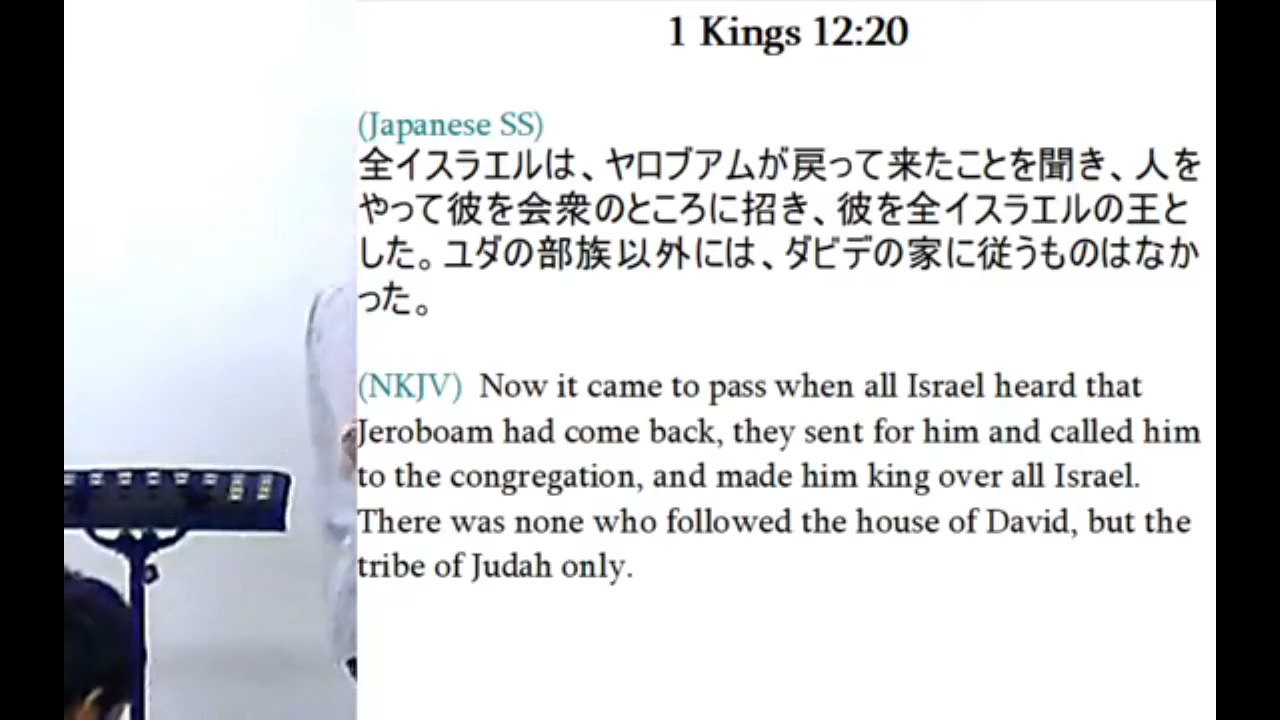 1 Kings 12:20
(Japanese SS)
全イスラエルは、ヤロブアムが戻って来たことを聞き、人を
やって彼を会衆のところに招き、彼を全イスラエルの王と
した。ユダの部族以外には、ダビデの家に従うものはなか
った。
(NKJV) Now it came to pass when all Israel heard that
Jeroboam had come back, they sent for him and called him
to the congregation, and made him king over all Israel.
There was none who followed the house of David, but the
tribe of Judah only.